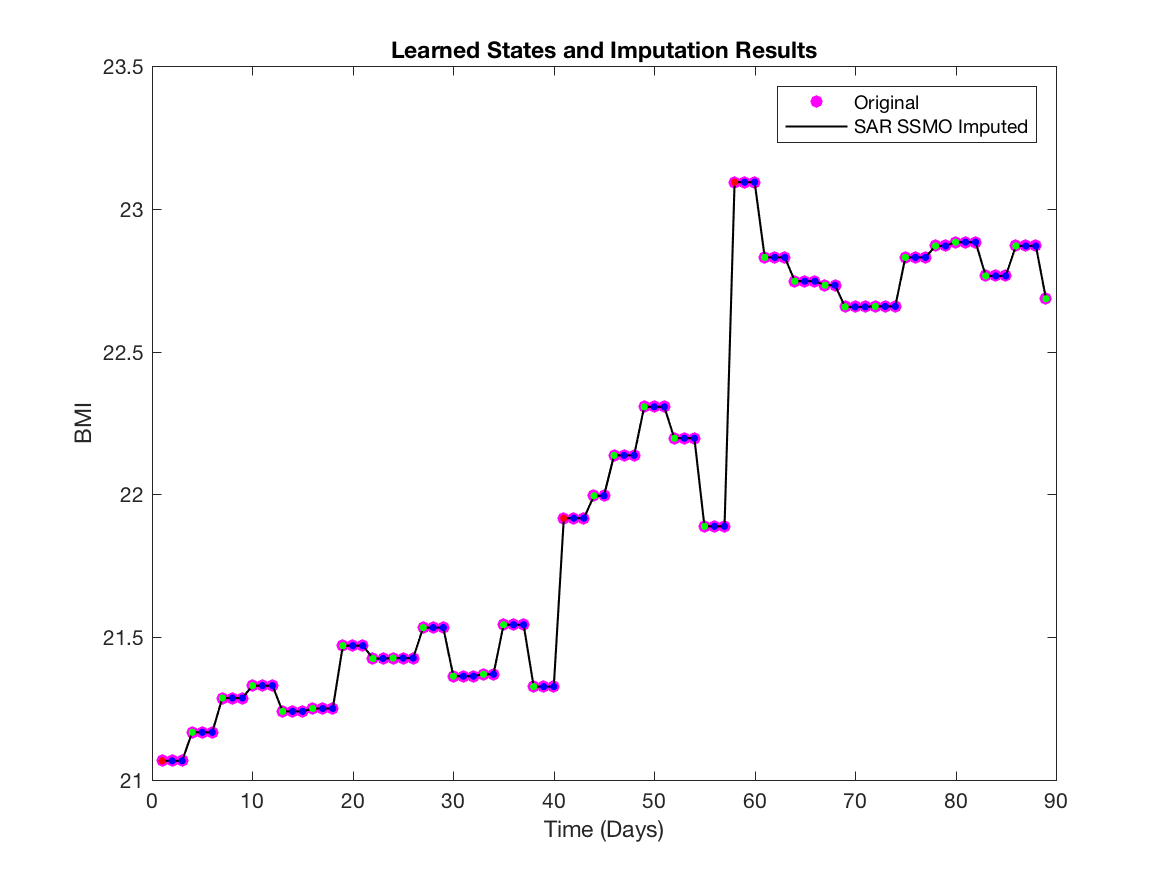 Learned States and Imputation Results
Original
SAR SSMO Imputed
23.5
23
22.5
22
21.5
21
BMI
0 10 20 30 40 50 60 70 80 90
Time (Days)